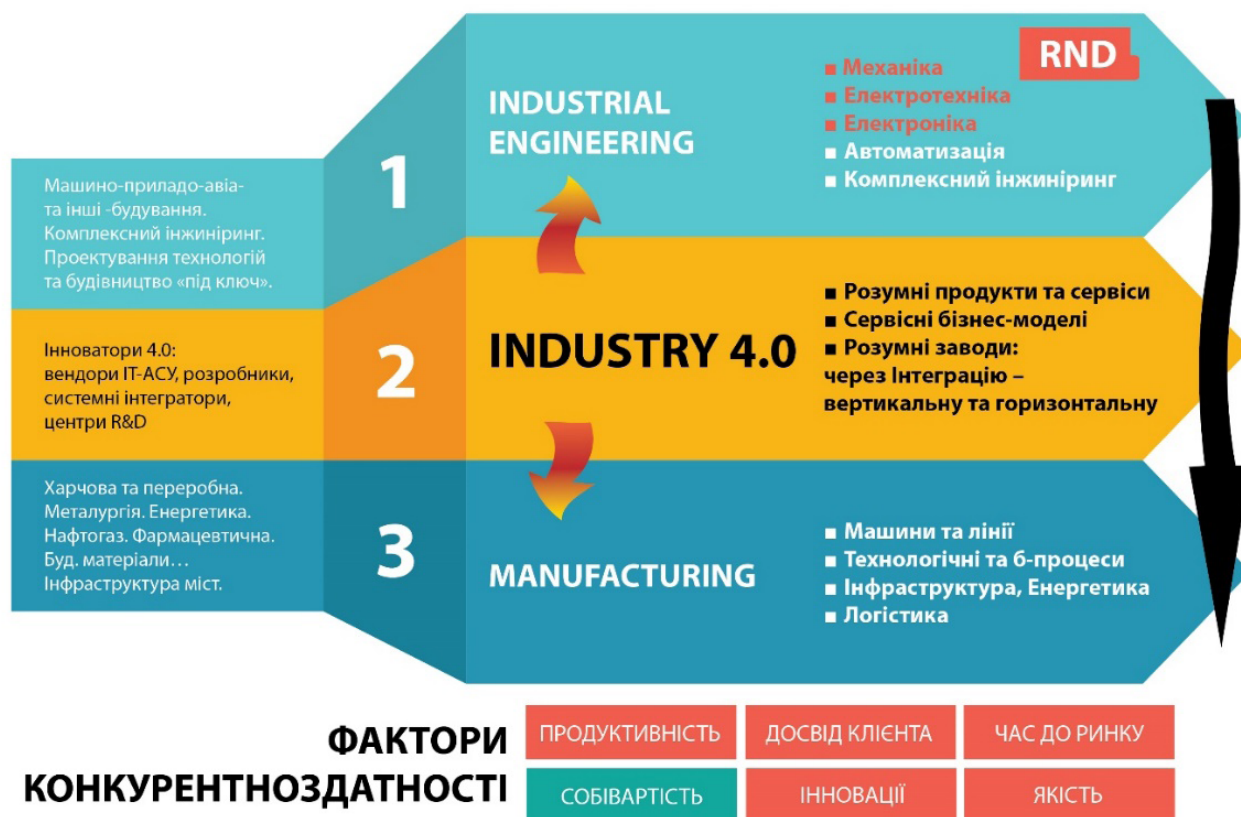 Машино-приладо-авіа-
та інші -будування.
Комплексний інжиніринг.
Проектування технологій
та будівництво «під ключ».
1
INDUSTRIAL
ENGINEERING
RND
■ Механіка
■ Електротехніка
■ Електроніка
■ Автоматизація
■ Комплексний інжиніринг
Інноватори 4.0:
вендори ІТ-АСУ, розробники,
системні інтегратори,
центри R&D
2
INDUSTRY 4.0
■ Розумні продукти та сервіси
■ Сервісні бізнес-моделі
■ Розумні заводи:
через Інтеграцію –
вертикальну та горизонтальну
Харчова та переробна.
Металургія. Енергетика.
Нафтогаз. Фармацевтична.
Буд. матеріали…
Інфраструктура міст.
3
MANUFACTURING
■ Машини та лінії
■ Технологічні та б-процеси
■ Інфраструктура, Енергетика
■ Логістика
ФАКТОРИ
КОНКУРЕНТНОЗДАТНОСТІ
ПРОДУКТИВНІСТЬ
ДОСВІД КЛІЄНТА
ЧАС ДО РИНКУ
СОБІВАРТІСТЬ
ІННОВАЦІЇ
ЯКІСТЬ